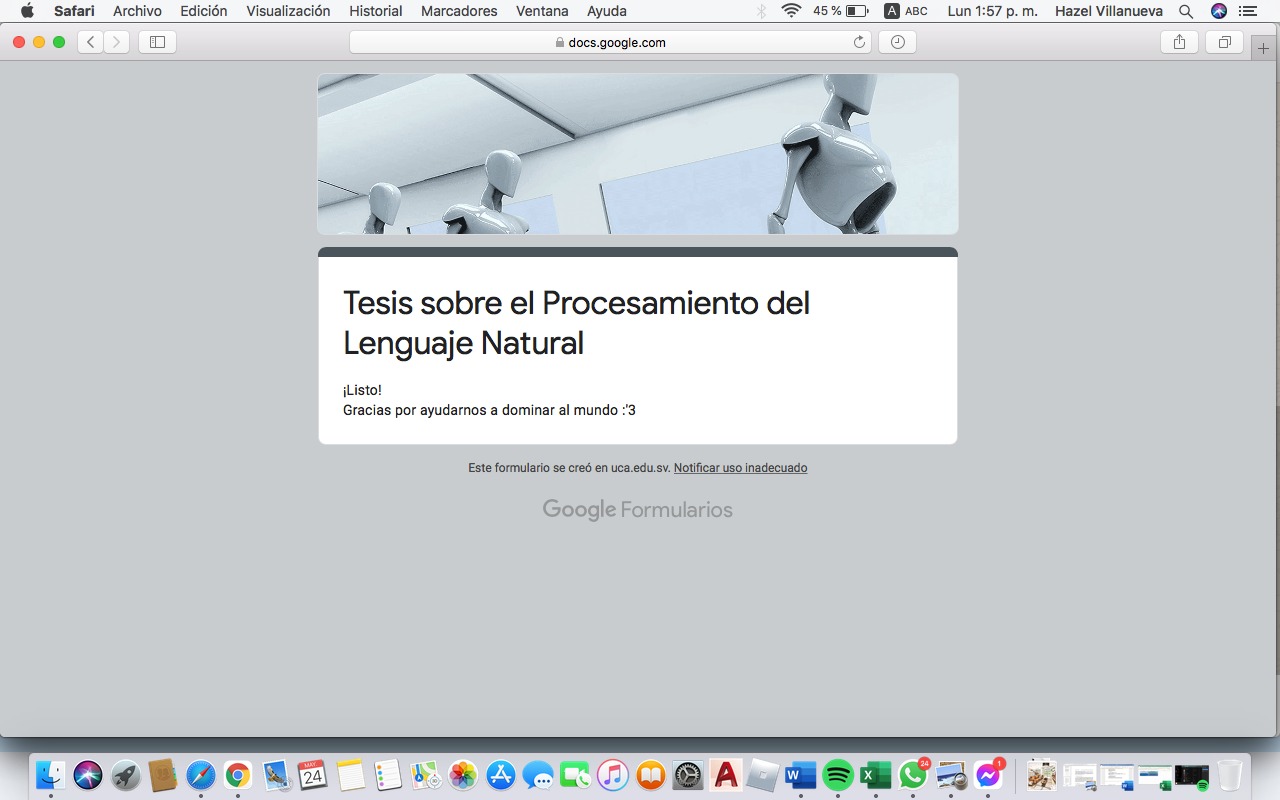 Safari Archivo Edición Visualización Historial Marcadores Ventana Ayuda 45 % A ABC Lun 1:57 p. m. Hazel Villanueva
docs.google.com
Tesis sobre el Procesamiento del
Lenguaje Natural
¡Listo!
Gracias por ayudarnos a dominar al mundo :'3
Este formulario se creó en uca.edu.sv. Notificar uso inadecuado
Google Formularios
MAY.
24
24
1